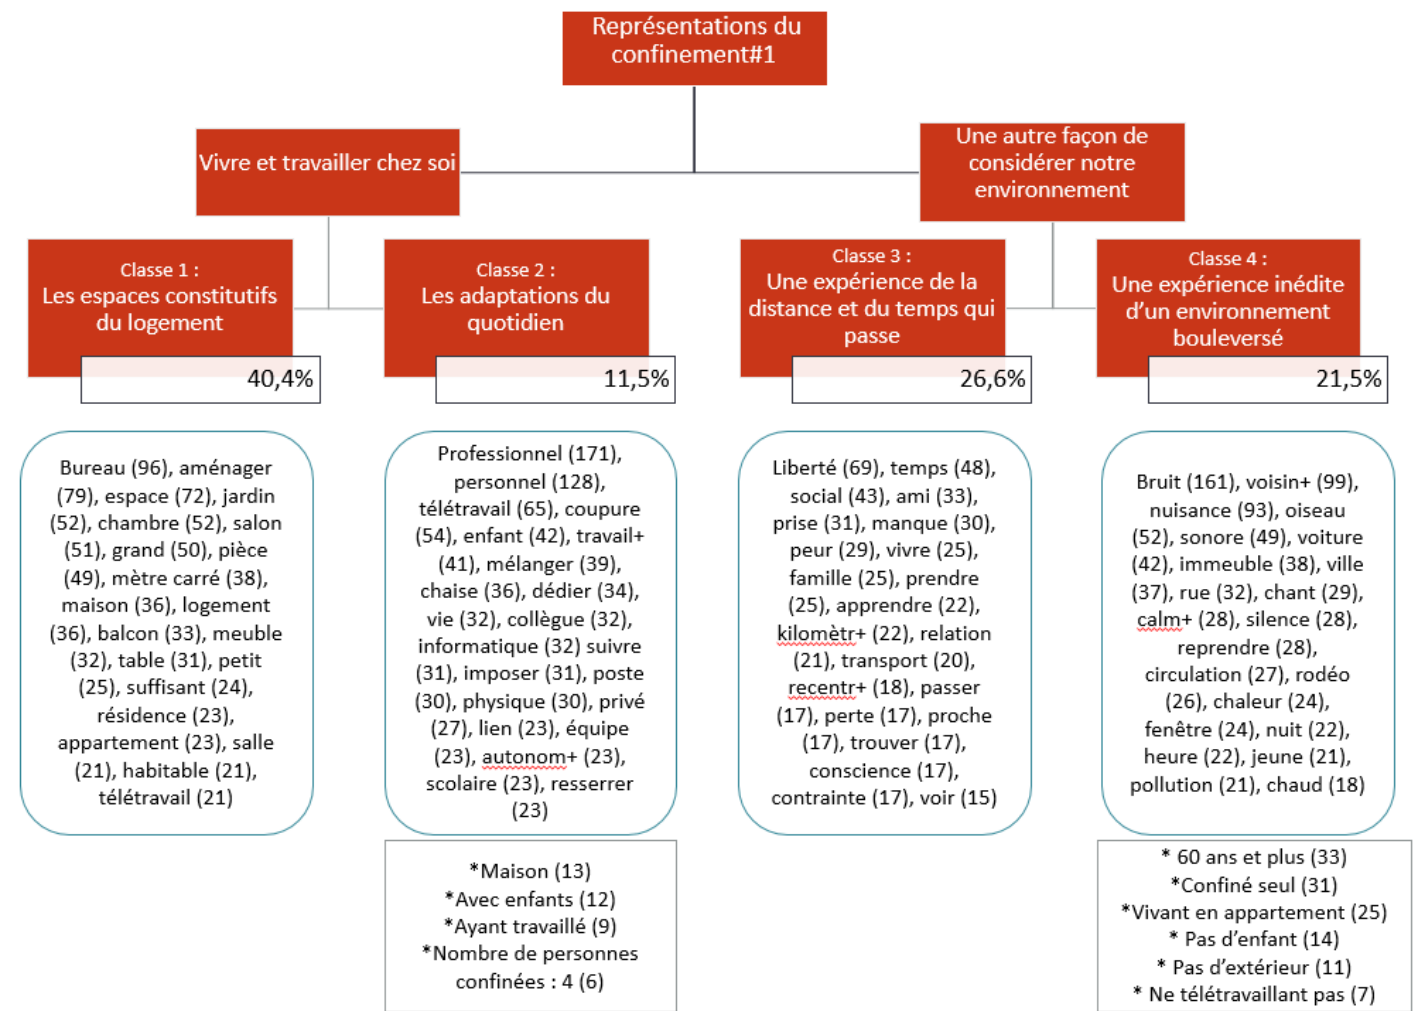 Représentations du
confinement#1
Vivre et travailler chez soi
Une autre façon de
considérer notre
environnement
Classe 1 :
Les espaces constitutifs
du logement
40,4%
Classe 2 :
Les adaptations du
quotidien
11,5%
Classe 3 :
Une expérience de la
distance et du temps qui
passe
26,6%
Classe 4 :
Une expérience inédite
d’un environnement
bouleversé
21,5%
Bureau (96), aménager
(79), espace (72), jardin
(52), chambre (52), salon
(51), grand (50), pièce
(49), mètre carré (38),
maison (36), logement
(36), balcon (33), meuble
(32), table (31), petit
(25), suffisant (24),
résidence (23),
appartement (23), salle
(21), habitable (21),
télétravail (21)
Professionnel (171),
personnel (128),
télétravail (65), coupure
(54), enfant (42), travail+
(41), mélanger (39),
chaise (36), dédier (34),
vie (32), collègue (32),
informatique (32) suivre
(31), imposer (31), poste
(30), physique (30), privé
(27), lien (23), équipe
(23), autonom+ (23),
scolaire (23), resserrer
(23)
Liberté (69), temps (48),
social (43), ami (33),
prise (31), manque (30),
peur (29), vivre (25),
famille (25), prendre
(25), apprendre (22),
kilomètr+ (22), relation
(21), transport (20),
recentr+ (18), passer
(17), perte (17), proche
(17), trouver (17),
conscience (17),
contrainte (17), voir (15)
Bruit (161), voisin+ (99),
nuisance (93), oiseau
(52), sonore (49), voiture
(42), immeuble (38), ville
(37), rue (32), chant (29),
calm+ (28), silence (28),
reprendre (28),
circulation (27), rodéo
(26), chaleur (24),
fenêtre (24), nuit (22),
heure (22), jeune (21),
pollution (21), chaud (18)
*Maison (13)
*Avec enfants (12)
*Ayant travaillé (9)
*Nombre de personnes
confinées : 4 (6)
* 60 ans et plus (33)
*Confiné seul (31)
*Vivant en appartement (25)
* Pas d’enfant (14)
* Pas d’extérieur (11)
* Ne télétravaillant pas (7)